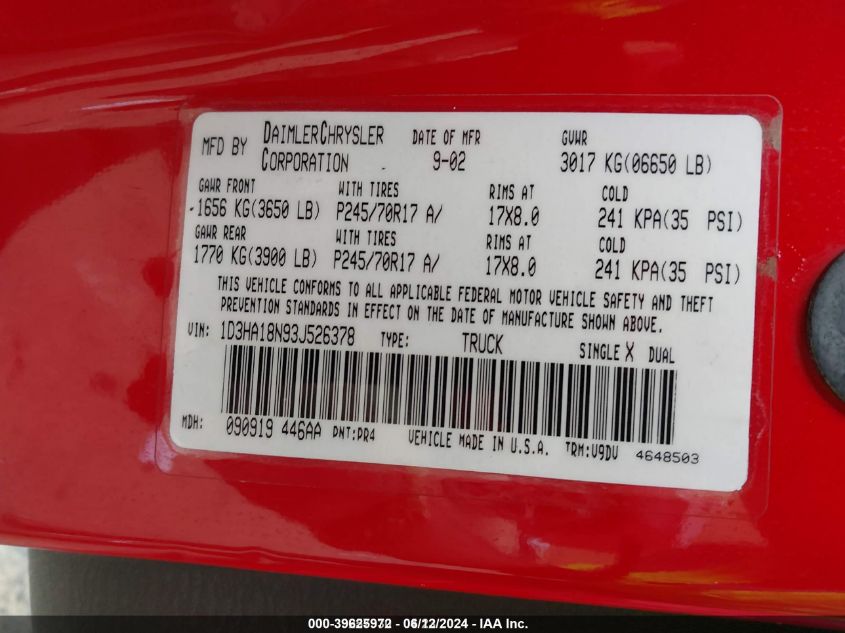 MFD BY DAIMLERCHRYSLER CORPORATION DATE OF MFR 9-02 GVWR 3017 KG(06650 LB)
GAWR FRONT WITH TIRES RIMS AT COLD
1656 KG(3650 LB) P245/70R17 A/ 17X8.0 241 KPA(35 PSI)
GAWR REAR WITH TIRES RIMS AT COLD
1770 KG(3900 LB) P245/70R17 A/ 17X8.0 241 KPA(35 PSI)
THIS VEHICLE CONFORMS TO ALL APPLICABLE FEDERAL MOTOR VEHICLE SAFETY AND THEFT
PREVENTION STANDARDS IN EFFECT ON THE DATE OF MANUFACTURE SHOWN ABOVE.
VIN: 1D3HA18N93J526378 TYPE: TRUCK SINGLE X DUAL
MDH: 090919 446AA PNT:PR4 VEHICLE MADE IN U.S.A. TRM:V9DV 4648503
000-39625972 - 06/12/2024 - IAA Inc.